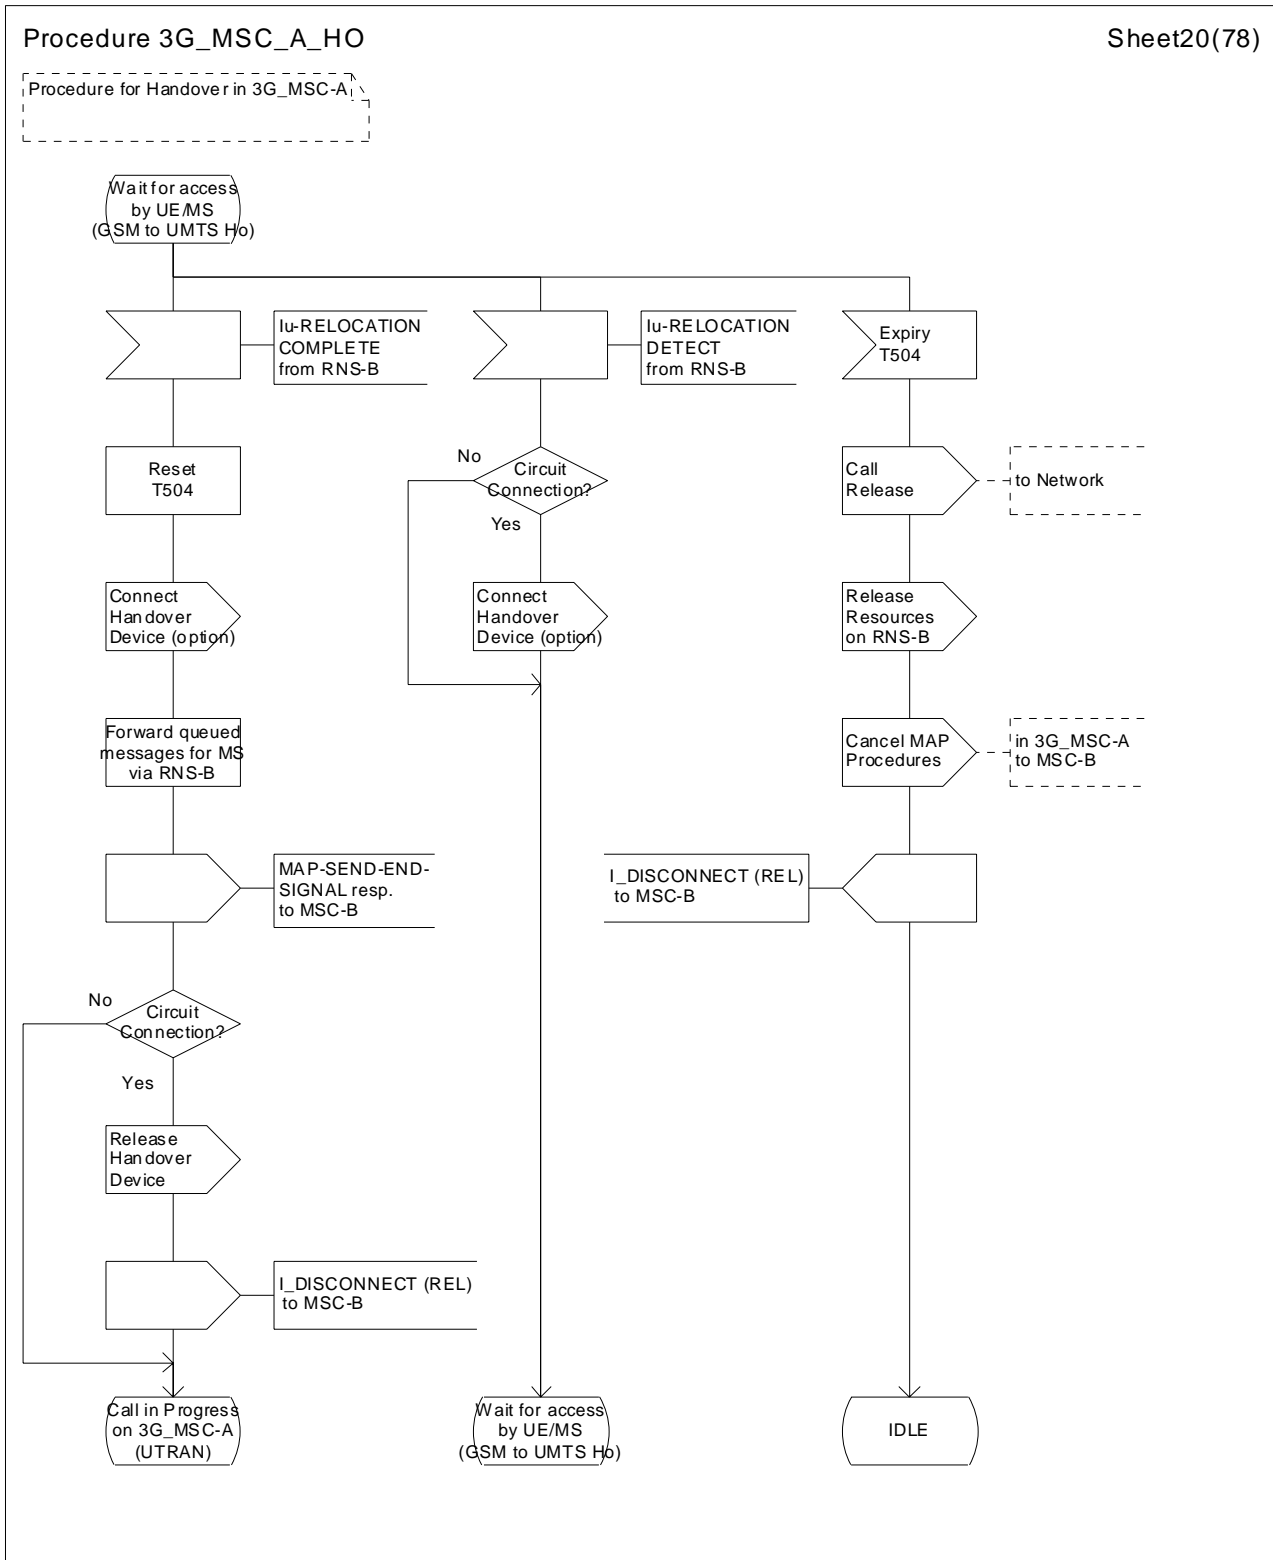 Procedure 3G_MSC_A_HO
Sheet20(78)
Procedure for Handover in 3G_MSC-A
Wait for access
by UE/MS
(GSM to UMTS Ho)
Iu-RELOCATION
COMPLETE
from RNS-B
Iu-RELOCATION
DETECT
from RNS-B
Expiry
T504
Reset
T504
No
Circuit
Connection?
Yes
Call
Release
to Network
Connect
Handover
Device (option)
Connect
Handover
Device (option)
Release
Resources
on RNS-B
Forward queued
messages for MS
via RNS-B
Cancel MAP
Procedures
in 3G_MSC-A
to MSC-B
MAP-SEND-END-
SIGNAL resp.
to MSC-B
I_DISCONNECT (REL)
to MSC-B
No
Circuit
Connection?
Yes
Release
Handover
Device
I_DISCONNECT (REL)
to MSC-B
Call in Progress
on 3G_MSC-A
(UTRAN)
Wait for access
by UE/MS
(GSM to UMTS Ho)
IDLE